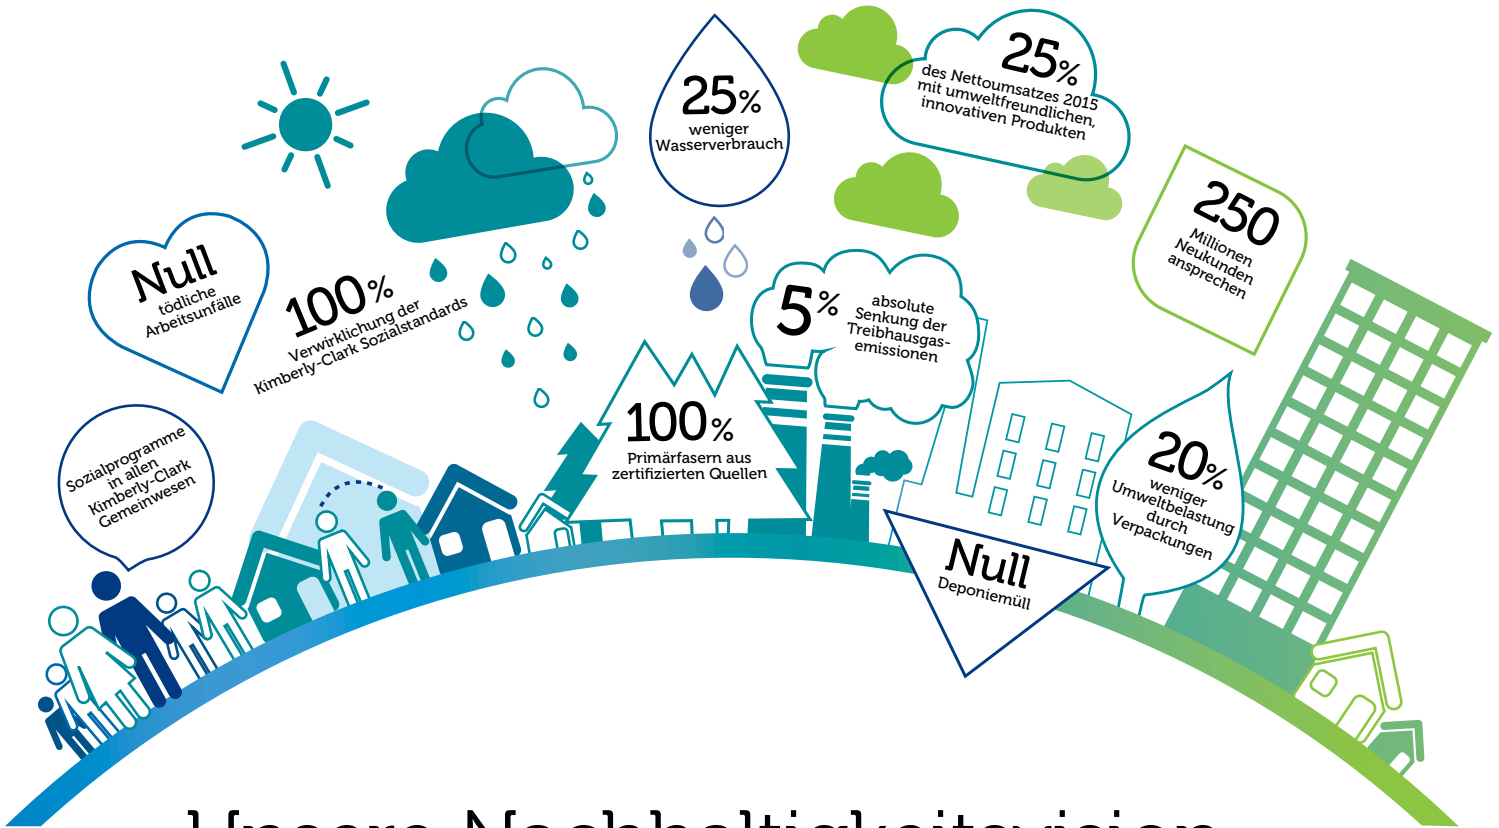 Sozialprogramme
in allen
Kimberly-Clark
Gemeinwesen
Null
tödliche
Arbeitsunfälle
100%
Verwirklichung der
Kimberly-Clark Sozialstandards
25%
weniger
Wasserverbrauch
100%
Primärfasern aus
zertifizierten Quellen
5%
absolute
Senkung der
Treibhausgas-
emissionen
25%
des Nettoumsatzes 2015
mit umweltfreundlichen,
innovativen Produkten
250
Millionen
Neukunden
ansprechen
20%
weniger
Umweltbelastung
durch
Verpackungen
Null
Deponiemüll
Unsere Nachhaltigkeitsvision